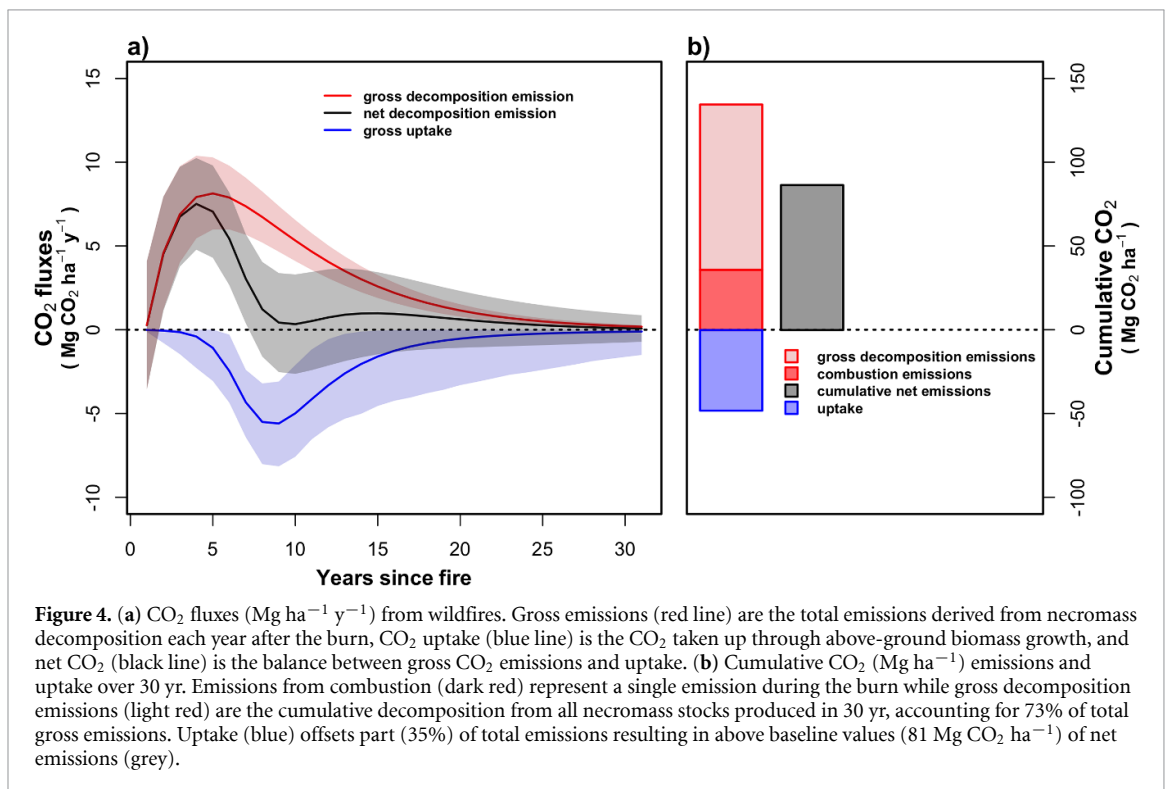 a)
CO₂ fluxes
( Mg CO₂ ha⁻¹ y⁻¹ )
15
10
5
0
-5
-10
gross decomposition emission
net decomposition emission
gross uptake
0 5 10 15 20 25 30
Years since fire
b)
150
100
50
0
-50
-100
Cumulative CO₂
( Mg CO₂ ha⁻¹ )
gross decomposition emissions
combustion emissions
cumulative net emissions
uptake
Figure 4. (a) CO₂ fluxes (Mg ha⁻¹ y⁻¹) from wildfires. Gross emissions (red line) are the total emissions derived from necromass
decomposition each year after the burn, CO₂ uptake (blue line) is the CO₂ taken up through above-ground biomass growth, and
net CO₂ (black line) is the balance between gross CO₂ emissions and uptake. (b) Cumulative CO₂ (Mg ha⁻¹) emissions and
uptake over 30 yr. Emissions from combustion (dark red) represent a single emission during the burn while gross decomposition
emissions (light red) are the cumulative decomposition from all necromass stocks produced in 30 yr, accounting for 73% of total
gross emissions. Uptake (blue) offsets part (35%) of total emissions resulting in above baseline values (81 Mg CO₂ ha⁻¹) of net
emissions (grey).